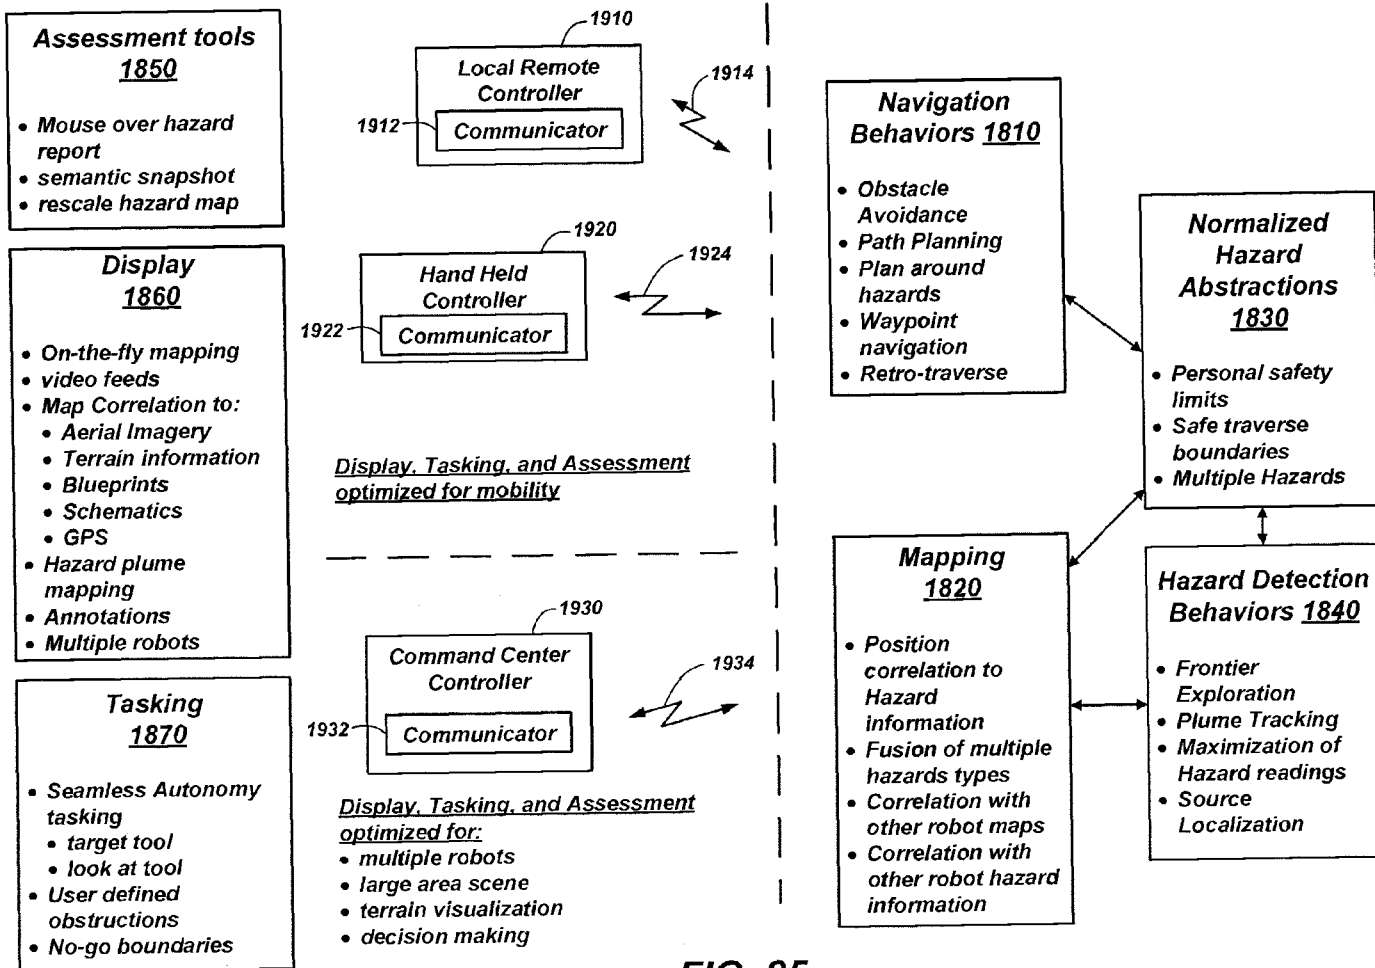 Assessment tools
1850
• Mouse over hazard
report
• semantic snapshot
• rescale hazard map
Display
1860
• On-the-fly mapping
• video feeds
• Map Correlation to:
• Aerial Imagery
• Terrain information
• Blueprints
• Schematics
• GPS
• Hazard plume
mapping
• Annotations
• Multiple robots
Tasking
1870
• Seamless Autonomy
tasking
• target tool
• look at tool
• User defined
obstructions
• No-go boundaries
1910
Local Remote
Controller
1912
Communicator
1914
1920
Hand Held
Controller
1922
Communicator
1924
Display, Tasking, and Assessment
optimized for mobility
1930
Command Center
Controller
1932
Communicator
1934
Display, Tasking, and Assessment
optimized for:
• multiple robots
• large area scene
• terrain visualization
• decision making
Navigation
Behaviors 1810
• Obstacle
Avoidance
• Path Planning
• Plan around
hazards
• Waypoint
navigation
• Retro-traverse
Normalized
Hazard
Abstractions
1830
• Personal safety
limits
• Safe traverse
boundaries
• Multiple Hazards
Mapping
1820
• Position
correlation to
Hazard
information
• Fusion of multiple
hazards types
• Correlation with
other robot maps
• Correlation with
other robot hazard
information
Hazard Detection
Behaviors 1840
• Frontier
Exploration
• Plume Tracking
• Maximization of
Hazard readings
• Source
Localization